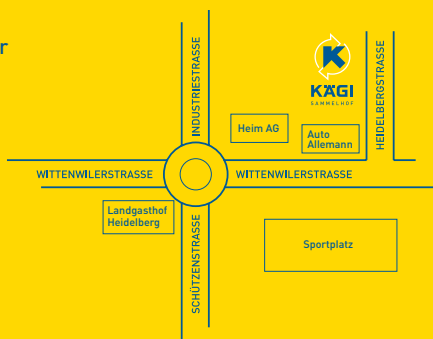 r
INDUSTRIESTRASSE
KÄGI
SAMMELHOF
HEIDELBERGSTRASSE
Heim AG
Auto
Allemann
WITTENWILERSTRASSE
WITTENWILERSTRASSE
Landgasthof
Heidelberg
SCHÜTZENSTRASSE
Sportplatz